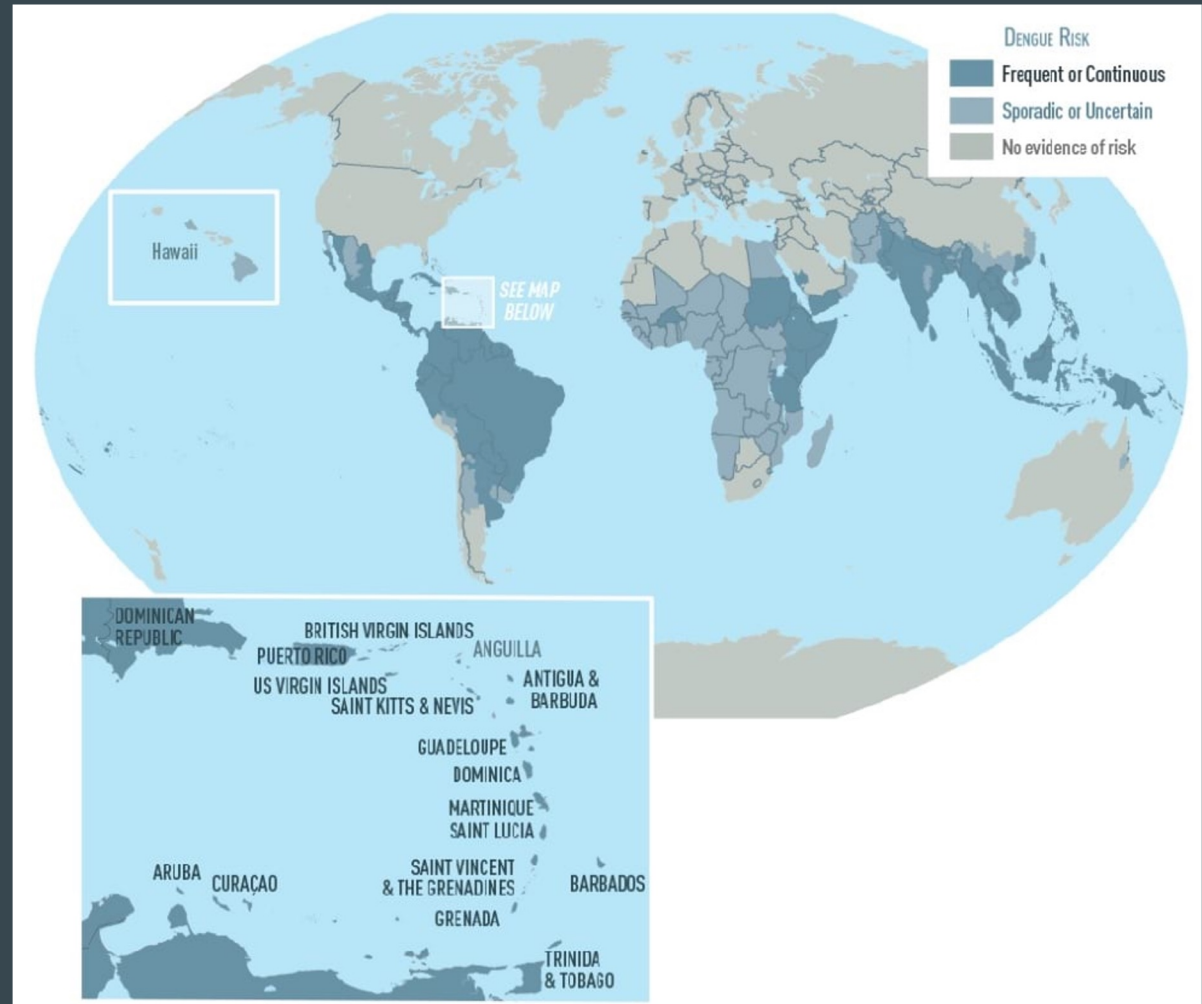 DENGUE RISK
Frequent or Continuous
Sporadic or Uncertain
No evidence of risk
Hawaii
SEE MAP
BELOW
DOMINICAN
REPUBLIC
BRITISH VIRGIN ISLANDS
PUERTO RICO
ANGUILLA
US VIRGIN ISLANDS
ANTIGUA &
BARBUDA
SAINT KITTS & NEVIS
GUADELOUPE
DOMINICA
MARTINIQUE
SAINT LUCIA
ARUBA
CURAÇAO
SAINT VINCENT
& THE GRENADINES
BARBADOS
GRENADA
TRINIDA
& TOBAGO